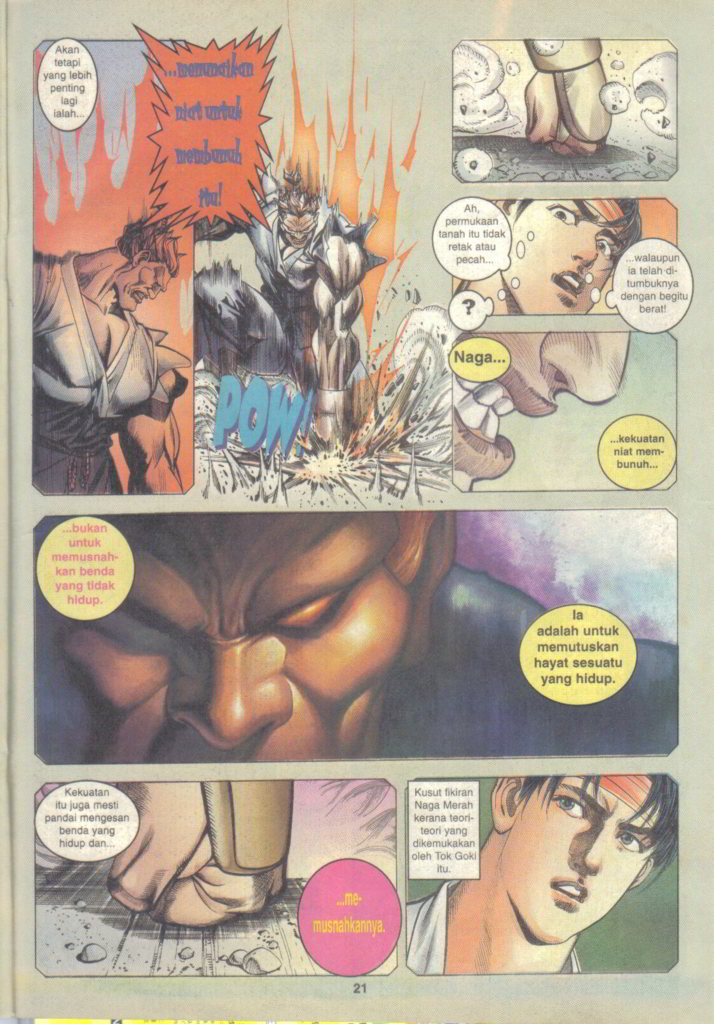 Akan
tetapi
yang lebih
penting
lagi
ialah...
...menunaikan
niat untuk
membunuh
itu!
POW!
Ah,
permukaan
tanah itu tidak
retak atau
pecah...
...walaupun
ia telah di-
tumbuknya
dengan begitu
berat!
?
Naga...
...kekuatan
niat mem-
bunuh...
...bukan
untuk
memusnah-
kan benda
yang tidak
hidup.
Ia
adalah untuk
memutuskan
hayat sesuatu
yang hidup.
Kekuatan
itu juga mesti
pandai mengesan
benda yang
hidup dan...
...me-
musnahkannya.
Kusut fikiran
Naga Merah
kerana teori-
teori yang
dikemukakan
oleh Tok Goki
itu.
21